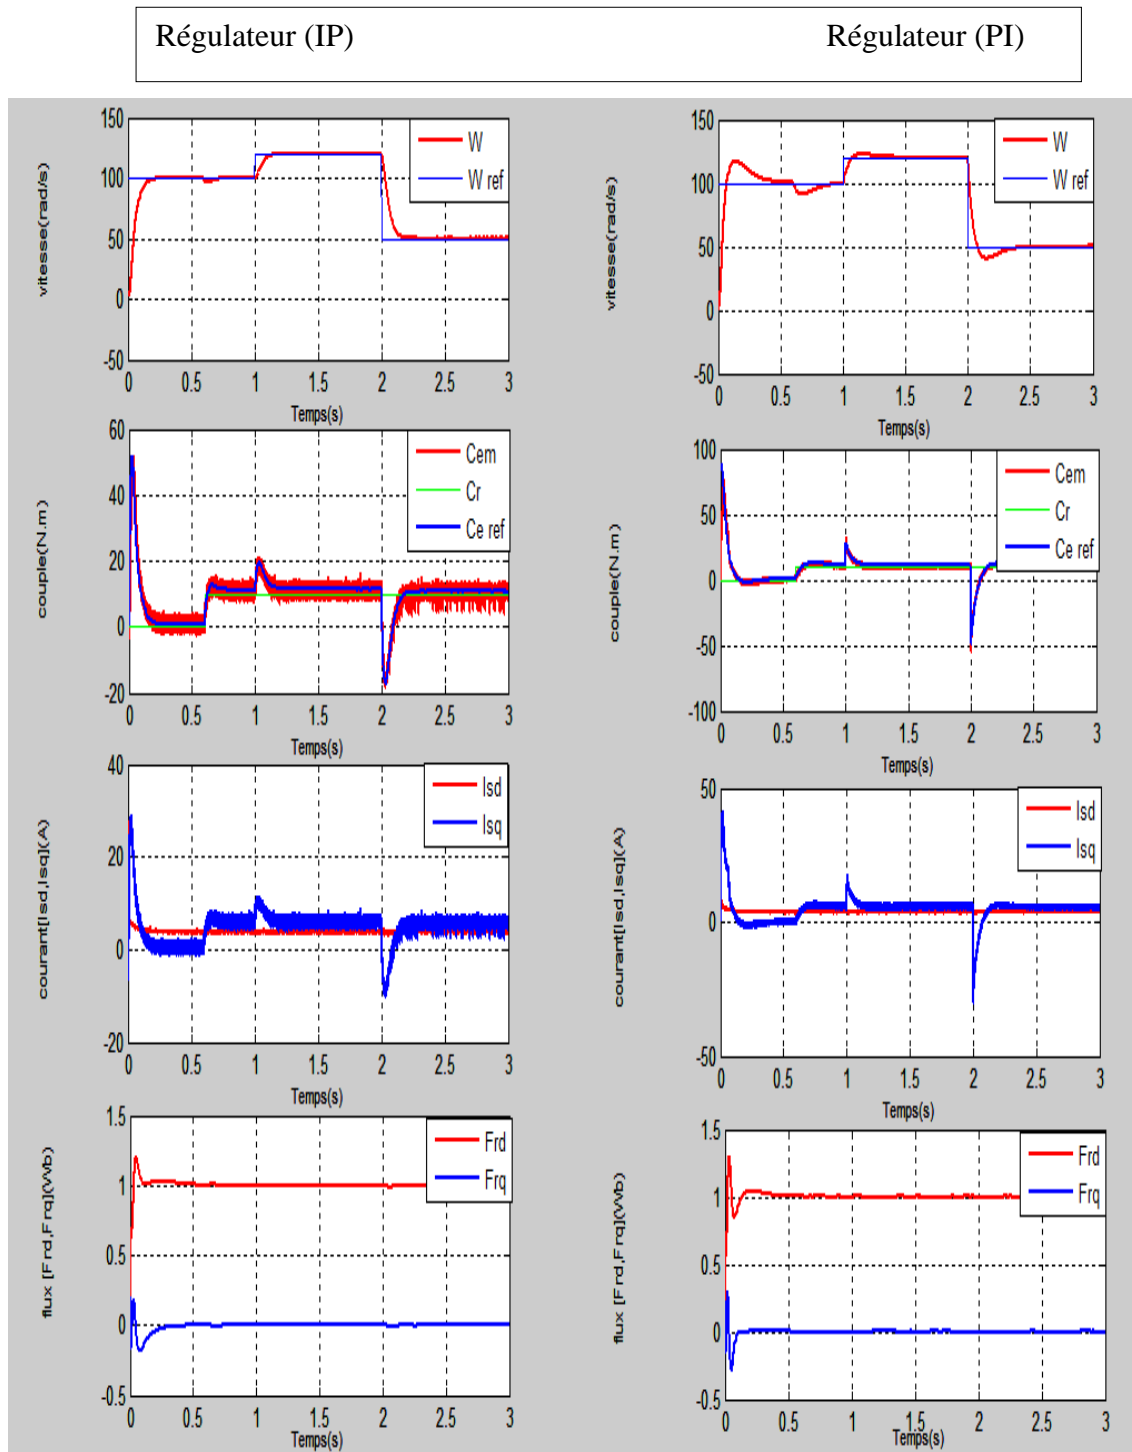 Régulateur (IP) Régulateur (PI)
150
100
50
0
-50
vitesse(rad/s)
W
W ref
0 0.5 1 1.5 2 2.5 3
Temps(s)
150
100
50
0
-50
vitesse(rad/s)
W
W ref
0 0.5 1 1.5 2 2.5 3
Temps(s)
60
40
20
0
-20
couple(N.m)
Cem
Cr
Ce ref
0 0.5 1 1.5 2 2.5 3
Temps(s)
100
50
0
-50
-100
couple(N.m)
Cem
Cr
Ce ref
0 0.5 1 1.5 2 2.5 3
Temps(s)
40
20
0
-20
courant[Isd,Isq](A)
Isd
Isq
0 0.5 1 1.5 2 2.5 3
Temps(s)
50
0
-50
courant[Isd,Isq](A)
Isd
Isq
0 0.5 1 1.5 2 2.5 3
Temps(s)
1.5
1
0.5
0
-0.5
flux [Frd,Frq](Wb)
Frd
Frq
0 0.5 1 1.5 2 2.5 3
Temps(s)
1.5
1
0.5
0
-0.5
flux [Frd,Frq](Wb)
Frd
Frq
0 0.5 1 1.5 2 2.5 3
Temps(s)